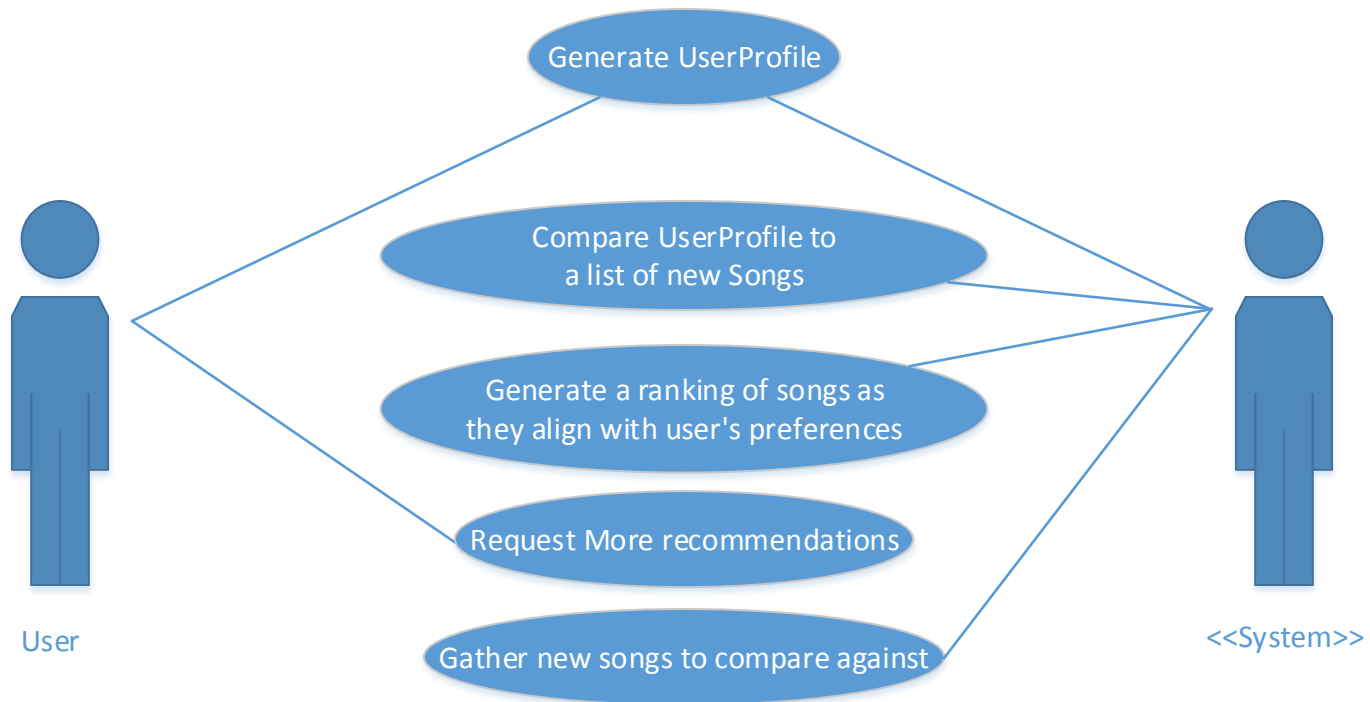 Generate UserProfile
Compare UserProfile to
a list of new Songs
Generate a ranking of songs as
they align with user's preferences
Request More recommendations
Gather new songs to compare against
User
<<System>>